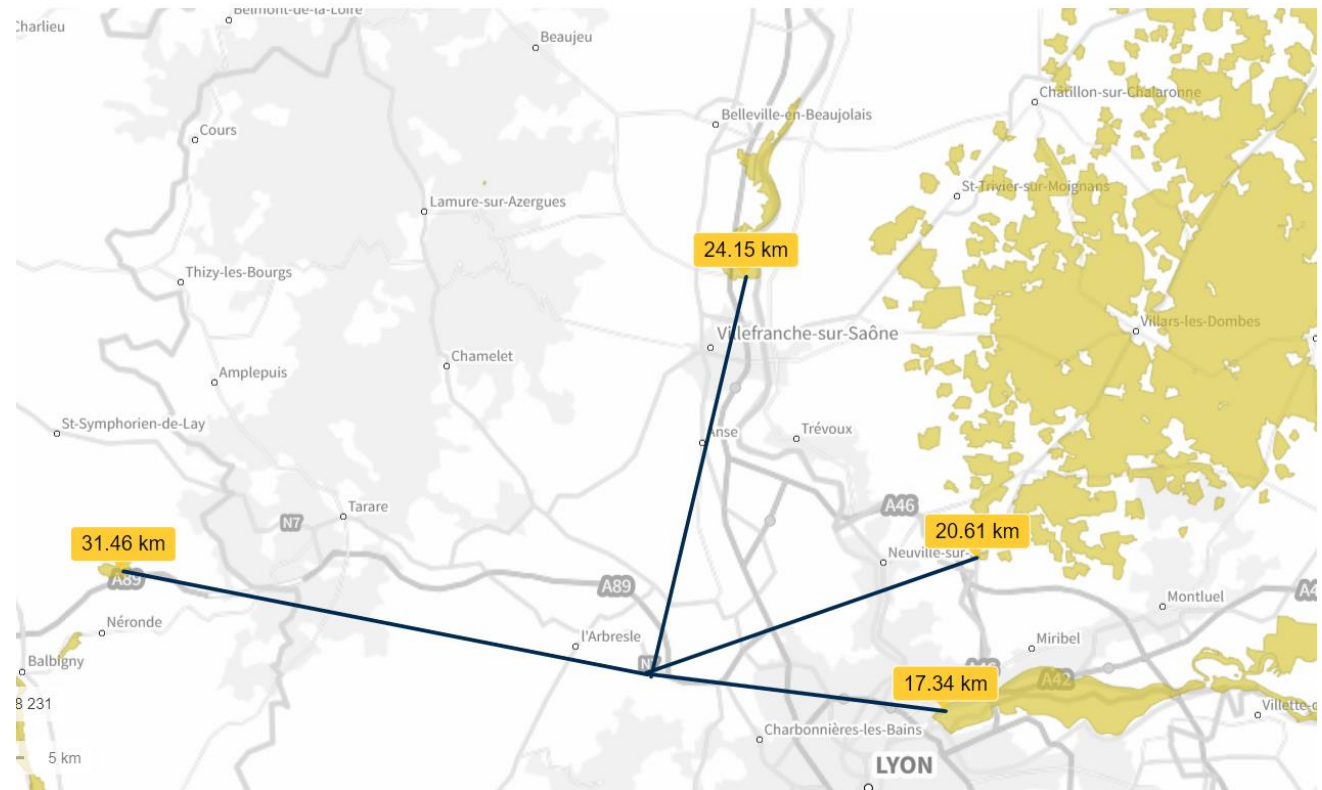 Belmont-de-la-Loire
Charlieu
Beaujeu
Châtillon-sur-Chalaronne
Belleville-en-Beaujolais
Cours
St-Trivier-sur-Moignans
Lamure-sur-Azergues
24.15 km
Thizy-les-Bourgs
Villars-les-Dombes
Villefranche-sur-Saône
Chamelet
Amplepuis
St-Symphorien-de-Lay
Anse
Trévoux
Tarare
A46
N7
20.61 km
31.46 km
Neuville-sur-
A89
A89
Montluel
Néronde
l'Arbresle
Miribel
Balbigny
A42
17.34 km
8 231
Charbonnières-les-Bains
5 km
LYON